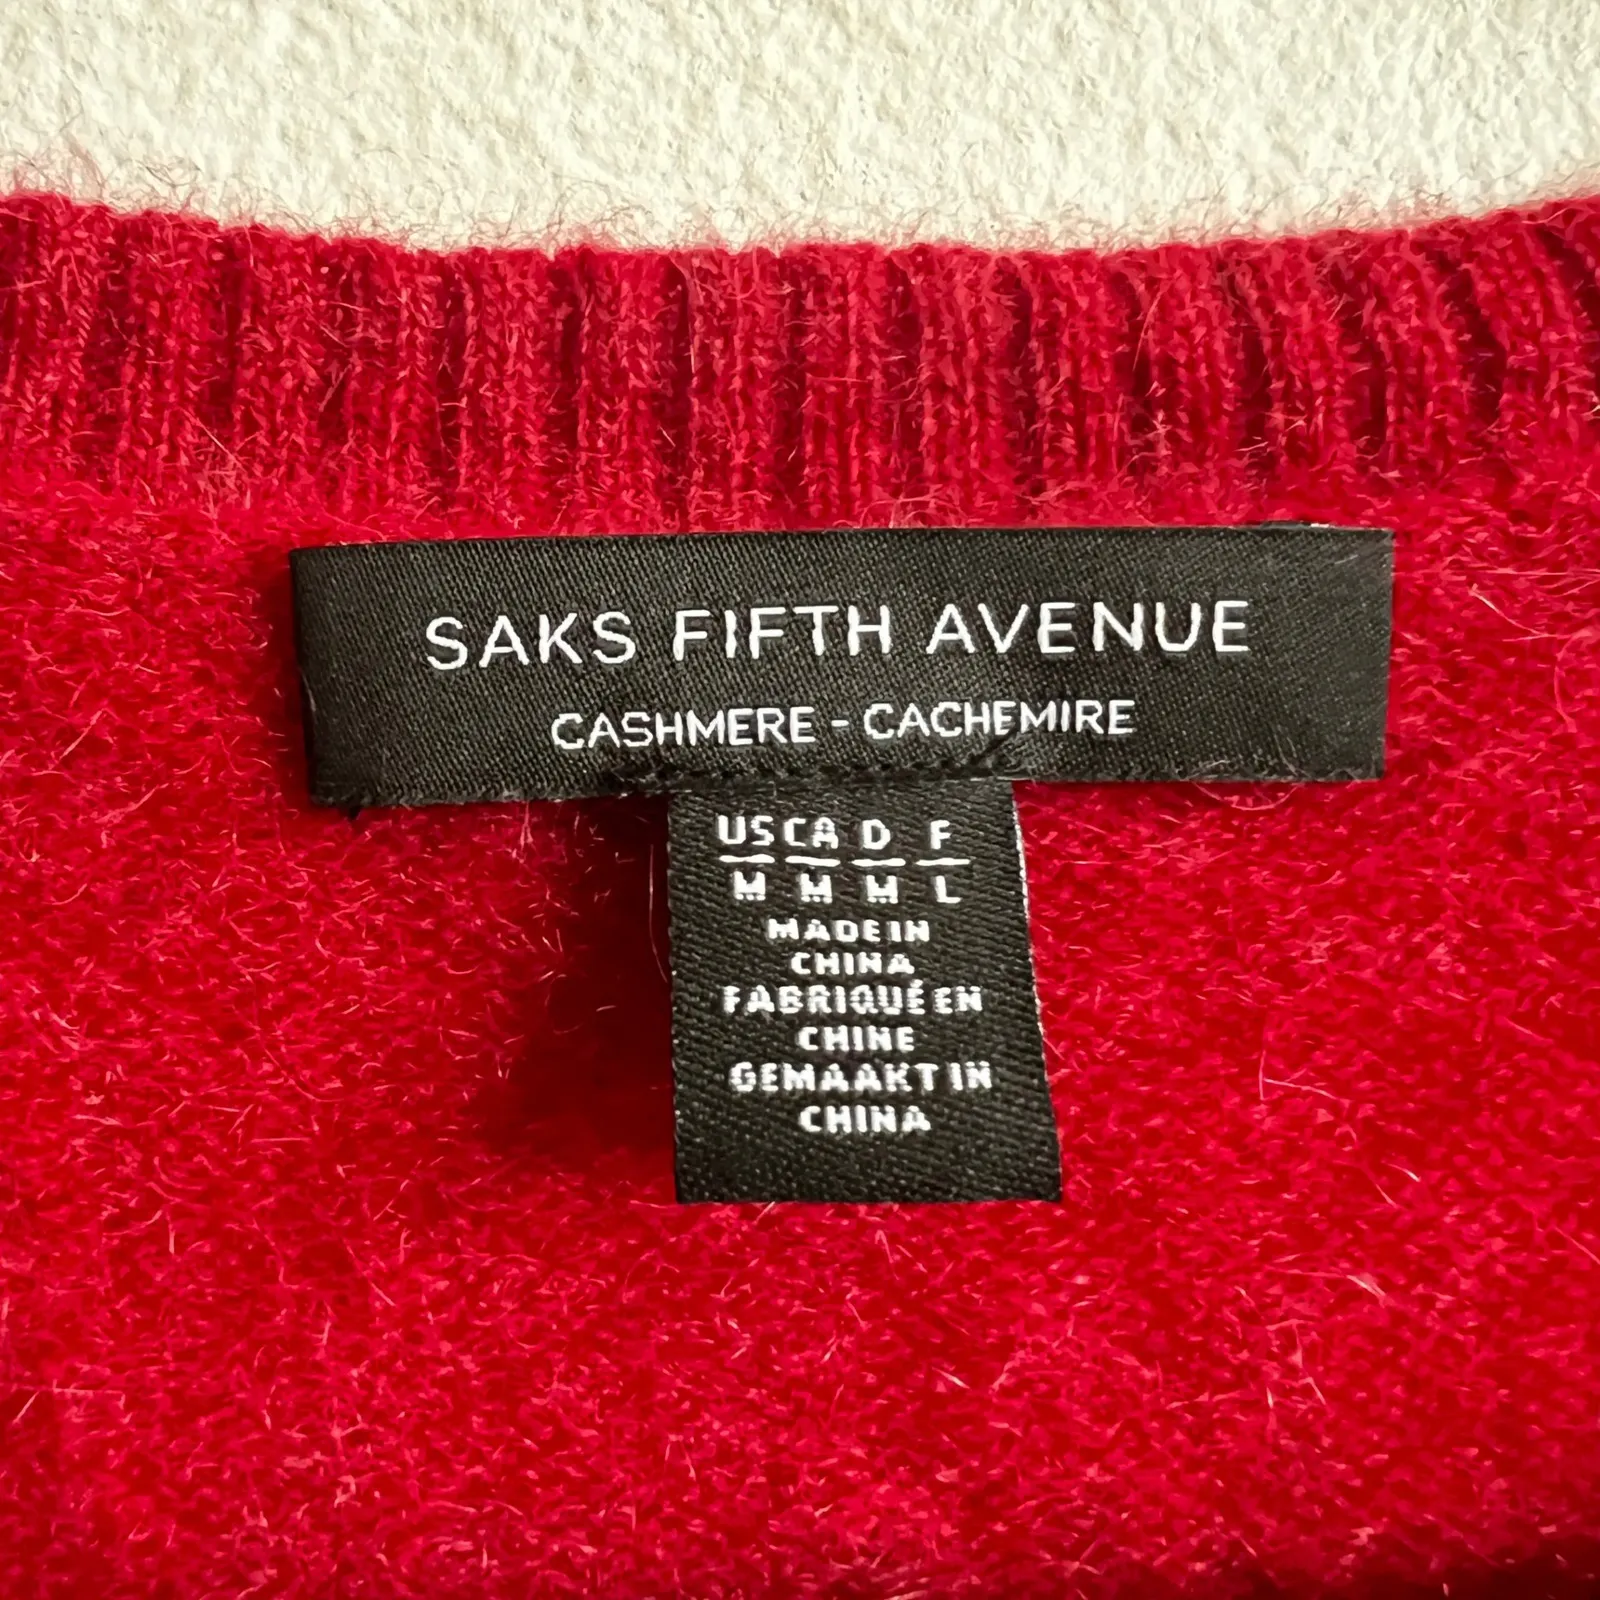 SAKS FIFTH AVENUE
CASHMERE - CACHEMIRE
US CA D F
M M M L
MADE IN
CHINA
FABRIQUÉ EN
CHINE
GEMAAKT IN
CHINA